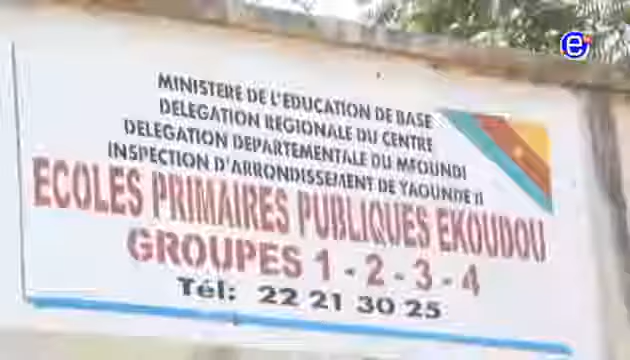 MINISTERE DE L'EDUCATION DE BASE
DELEGATION REGIONALE DU CENTRE
DELEGATION DEPARTEMENTALE DU MFOUNDI
INSPECTION D'ARRONDISSEMENT DE YAOUNDE II
ECOLES PRIMAIRES PUBLIQUES EKOUDOU
GROUPES 1 - 2 - 3 - 4
Tél: 22 21 30 25